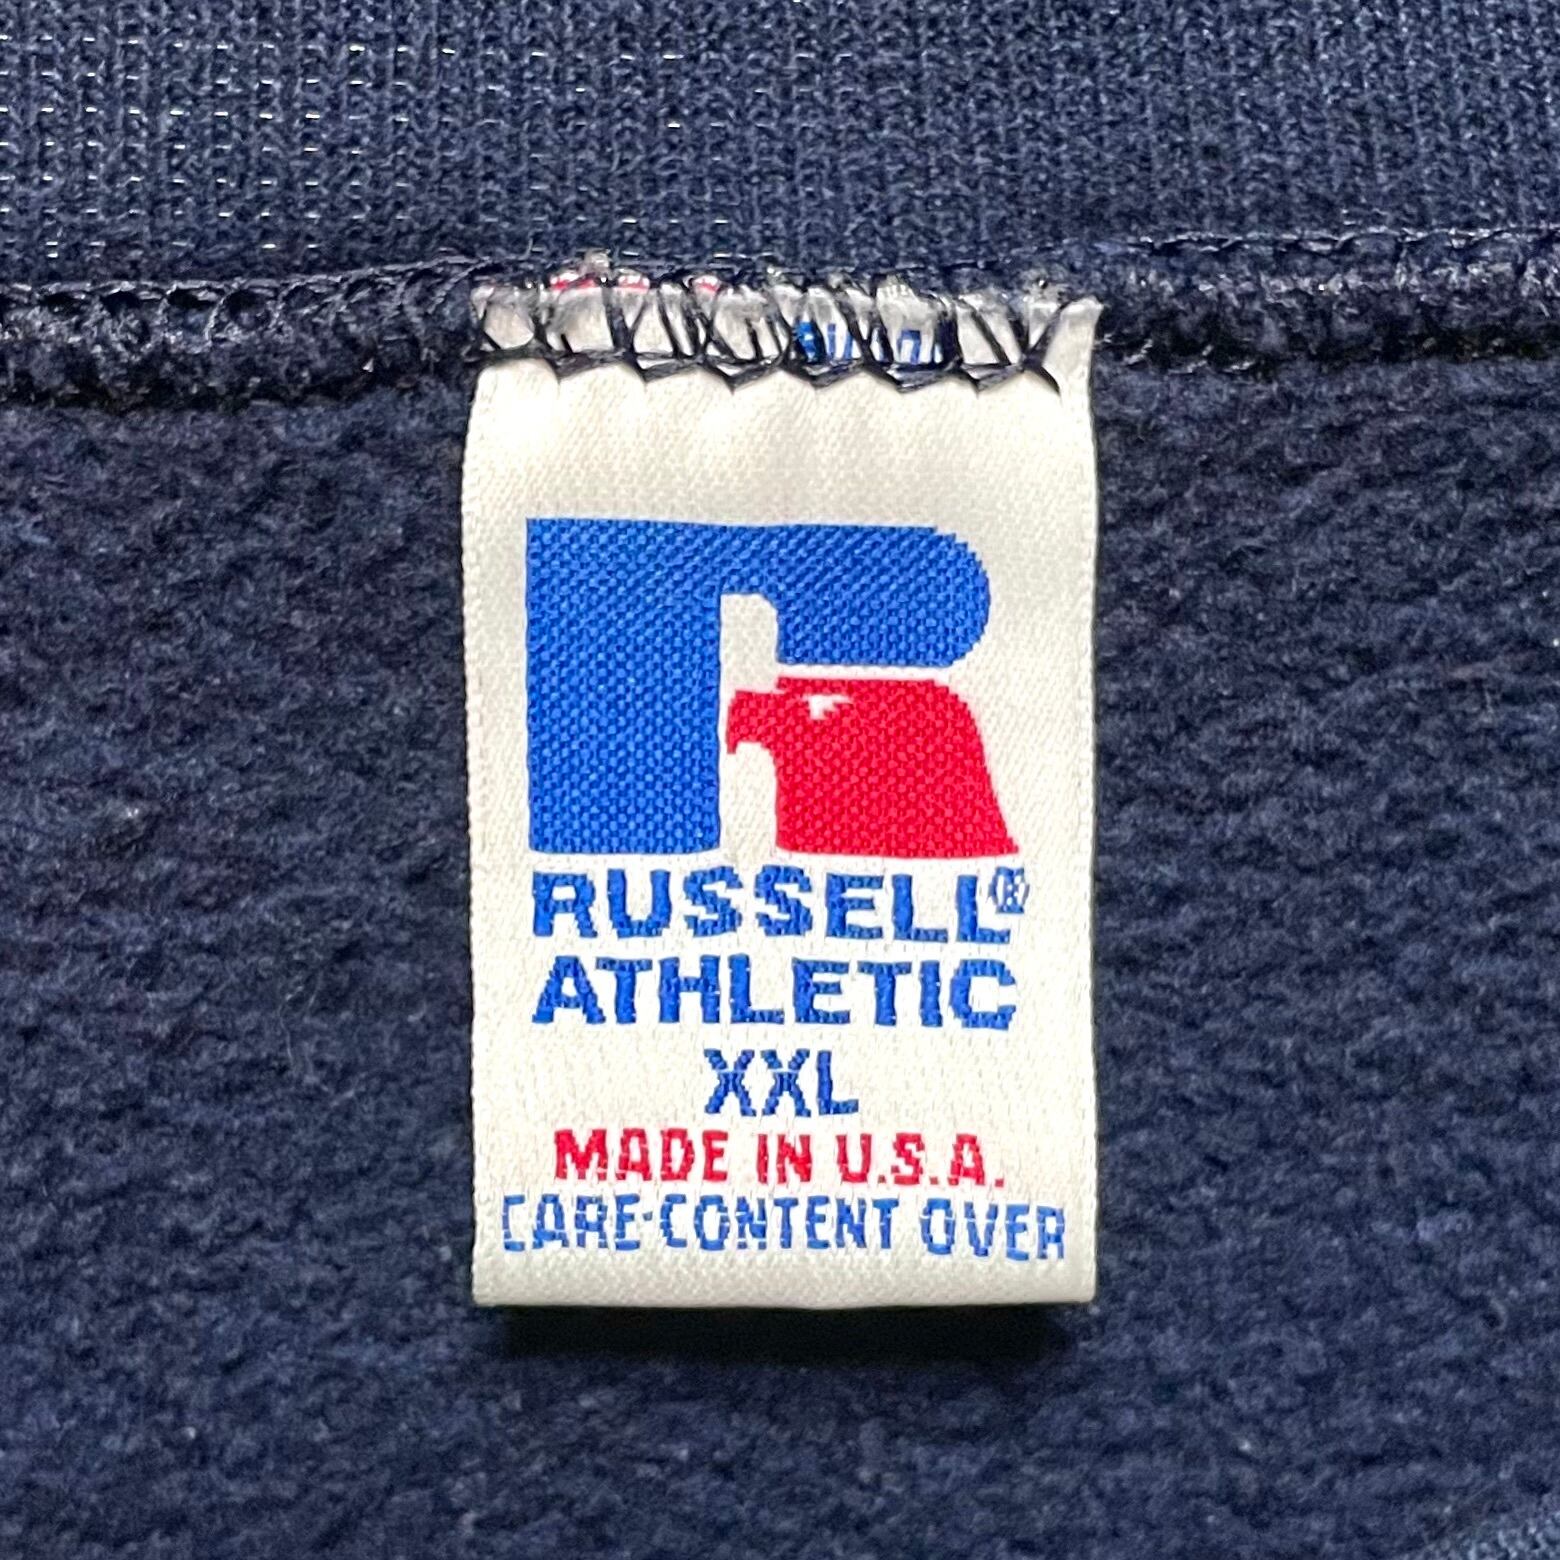 RUSSELL®
ATHLETIC
XXL
MADE IN U.S.A.
CARE·CONTENT OVER